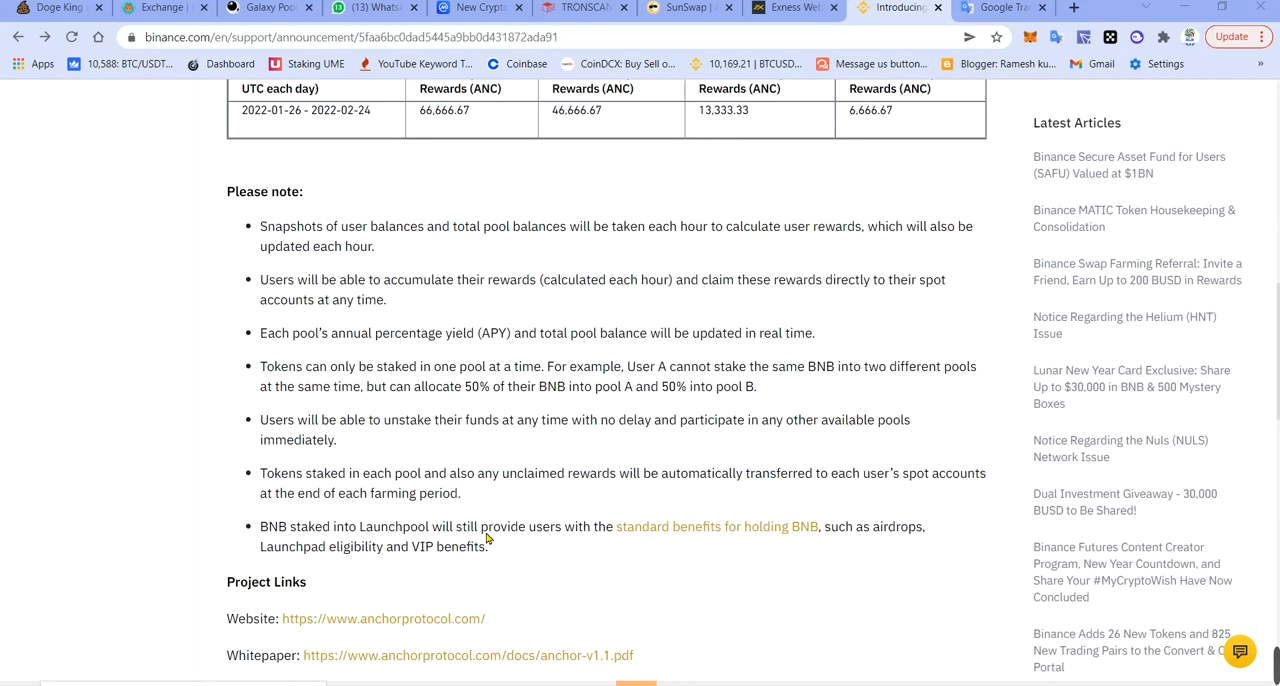 Doge King
Exchange |
Galaxy Poo
(13) Whats
New Crypto
TRONSCAN
SunSwap |
Exness Web
Introducing
Google Tra
binance.com/en/support/announcement/5faa6bc0dad5445a9bb0d431872ada91
Update
Apps
10,588: BTC/USDT...
Dashboard
Staking UME
YouTube Keyword T...
Coinbase
CoinDCX: Buy Sell o...
10,169.21 | BTCUSD...
Message us button...
Blogger: Ramesh ku...
Gmail
Settings
»
UTC each day) Rewards (ANC) Rewards (ANC) Rewards (ANC) Rewards (ANC)
2022-01-26 - 2022-02-24 66,666.67 46,666.67 13,333.33 6,666.67
Please note:
• Snapshots of user balances and total pool balances will be taken each hour to calculate user rewards, which will also be
updated each hour.
• Users will be able to accumulate their rewards (calculated each hour) and claim these rewards directly to their spot
accounts at any time.
• Each pool's annual percentage yield (APY) and total pool balance will be updated in real time.
• Tokens can only be staked in one pool at a time. For example, User A cannot stake the same BNB into two different pools
at the same time, but can allocate 50% of their BNB into pool A and 50% into pool B.
• Users will be able to unstake their funds at any time with no delay and participate in any other available pools
immediately.
• Tokens staked in each pool and also any unclaimed rewards will be automatically transferred to each user's spot accounts
at the end of each farming period.
• BNB staked into Launchpool will still provide users with the standard benefits for holding BNB, such as airdrops,
Launchpad eligibility and VIP benefits.
Project Links
Website: https://www.anchorprotocol.com/
Whitepaper: https://www.anchorprotocol.com/docs/anchor-v1.1.pdf
Latest Articles
Binance Secure Asset Fund for Users
(SAFU) Valued at $1BN
Binance MATIC Token Housekeeping &
Consolidation
Binance Swap Farming Referral: Invite a
Friend, Earn Up to 200 BUSD in Rewards
Notice Regarding the Helium (HNT)
Issue
Lunar New Year Card Exclusive: Share
Up to $30,000 in BNB & 500 Mystery
Boxes
Notice Regarding the Nuls (NULS)
Network Issue
Dual Investment Giveaway - 30,000
BUSD to Be Shared!
Binance Futures Content Creator
Program, New Year Countdown, and
Share Your #MyCryptoWish Have Now
Concluded
Binance Adds 26 New Tokens and 825
New Trading Pairs to the Convert &
Portal